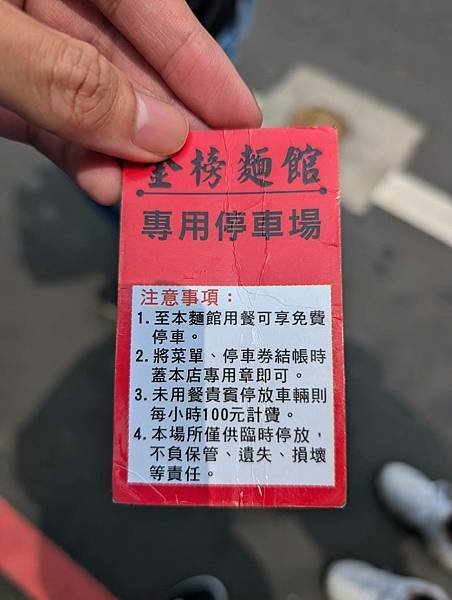 金榜麵館
專用停車場
注意事項：
1. 至本麵館用餐可享免費
停車。
2. 將菜單、停車券結帳時
蓋本店專用章即可。
3. 未用餐貴賓停放車輛則
每小時100元計費。
4. 本場所僅供臨時停放，
不負保管、遺失、損壞
等責任。